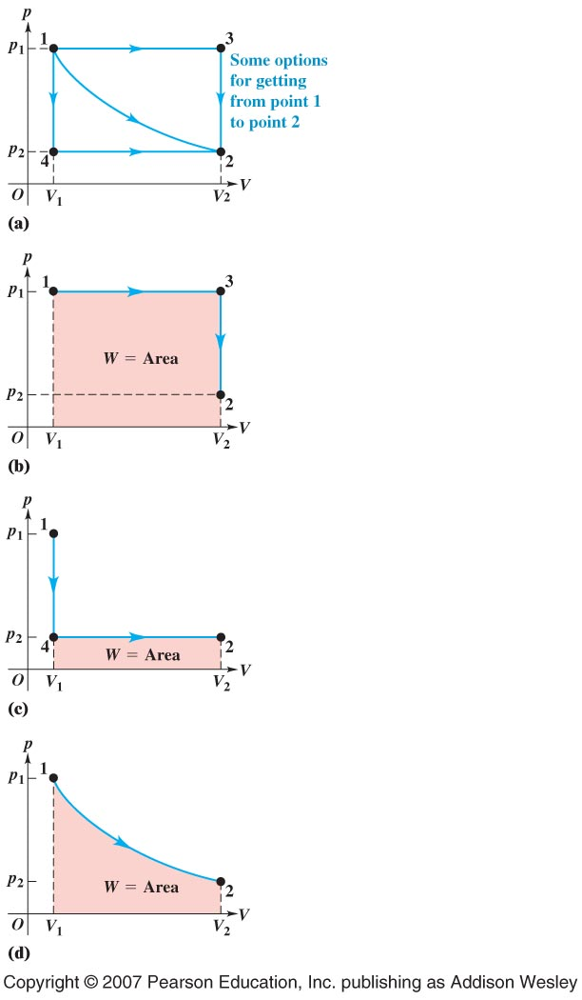 p
1
3
p1
Some options
for getting
from point 1
to point 2
p2
4
2
O
V1
V2
V
(a)
p
1
3
p1
W = Area
p2
2
O
V1
V2
V
(b)
p
1
p1
p2
4
2
W = Area
O
V1
V2
V
(c)
p
1
p1
p2
2
W = Area
O
V1
V2
V
(d)
Copyright © 2007 Pearson Education, Inc. publishing as Addison Wesley